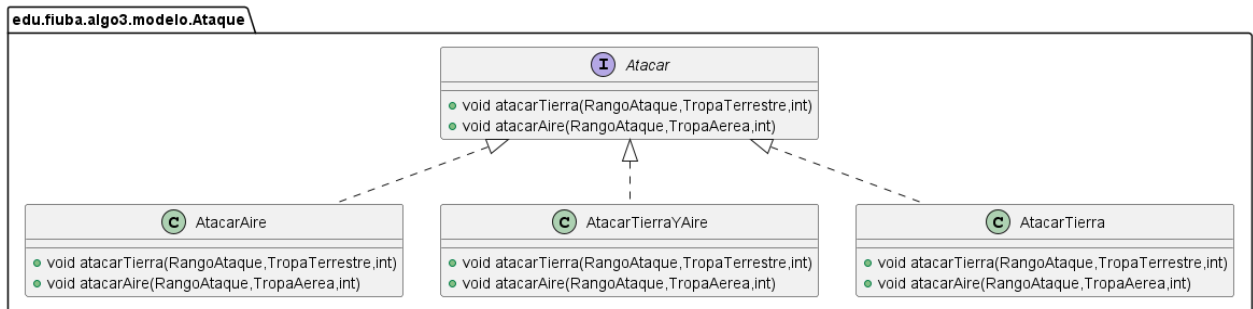 edu.fiuba.algo3.modelo.Ataque
I Atacar
void atacarTierra(RangoAtaque,TropaTerrestre,int)
void atacarAire(RangoAtaque,TropaAerea,int)
C AtacarAire
void atacarTierra(RangoAtaque,TropaTerrestre,int)
void atacarAire(RangoAtaque,TropaAerea,int)
C AtacarTierraYAire
void atacarTierra(RangoAtaque,TropaTerrestre,int)
void atacarAire(RangoAtaque,TropaAerea,int)
C AtacarTierra
void atacarTierra(RangoAtaque,TropaTerrestre,int)
void atacarAire(RangoAtaque,TropaAerea,int)